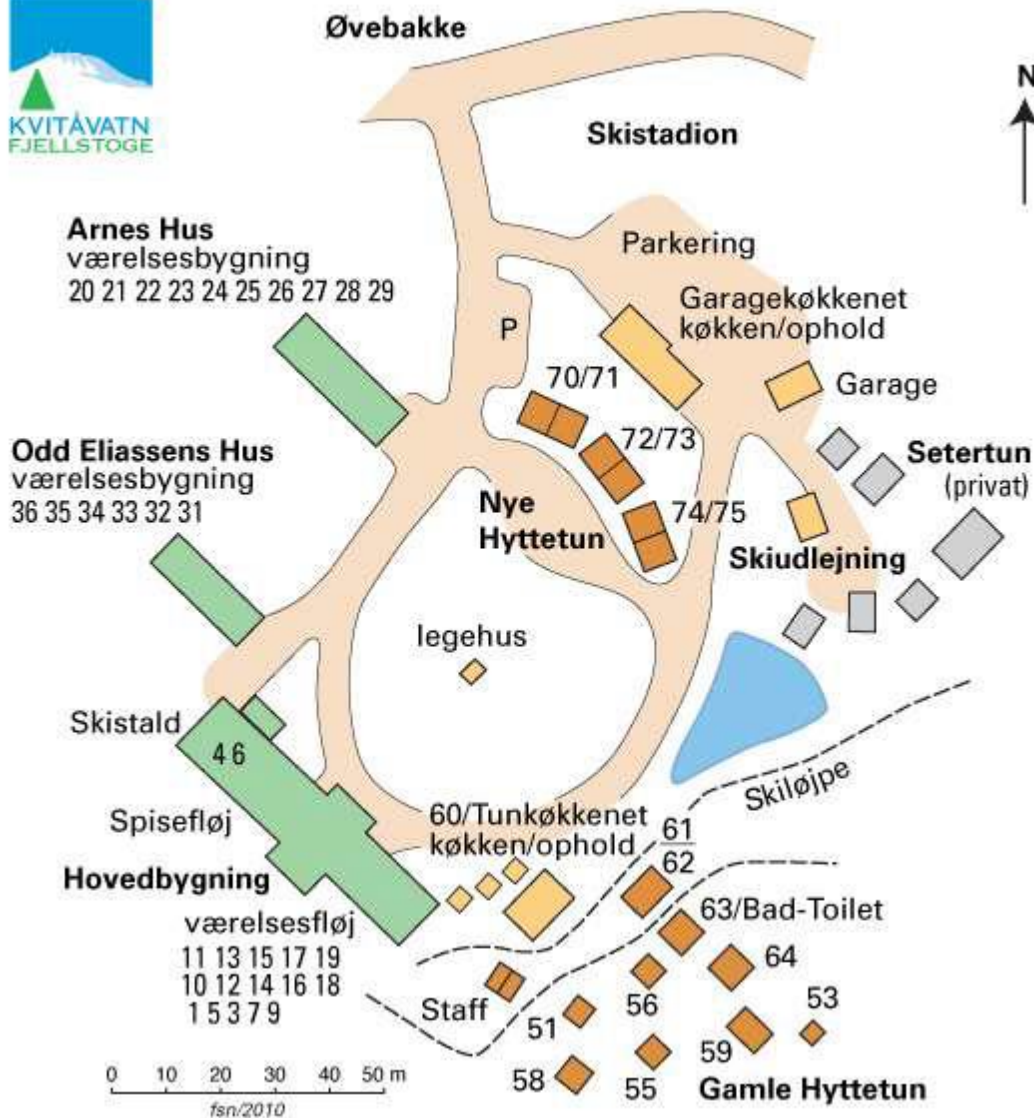 KVITÅVATN
FJELLSTOGE
Øvebakke
N
Skistadion
Arnes Hus
værelsesbygning
20 21 22 23 24 25 26 27 28 29
Parkering
Garagekøkkenet
køkken/ophold
P
70/71
Garage
72/73
Odd Eliassens Hus
værelsesbygning
36 35 34 33 32 31
Setertun
(privat)
Nye
Hyttetun
74/75
Skiudlejning
legehus
Skistald
4 6
Skiløjpe
Spisefløj
60/Tunkøkkenet
køkken/ophold
61
62
Hovedbygning
63/Bad-Toilet
værelsesfløj
11 13 15 17 19
10 12 14 16 18
1 5 3 7 9
64
Staff
56
53
51
59
58
55
Gamle Hyttetun
0 10 20 30 40 50 m
fsn/2010